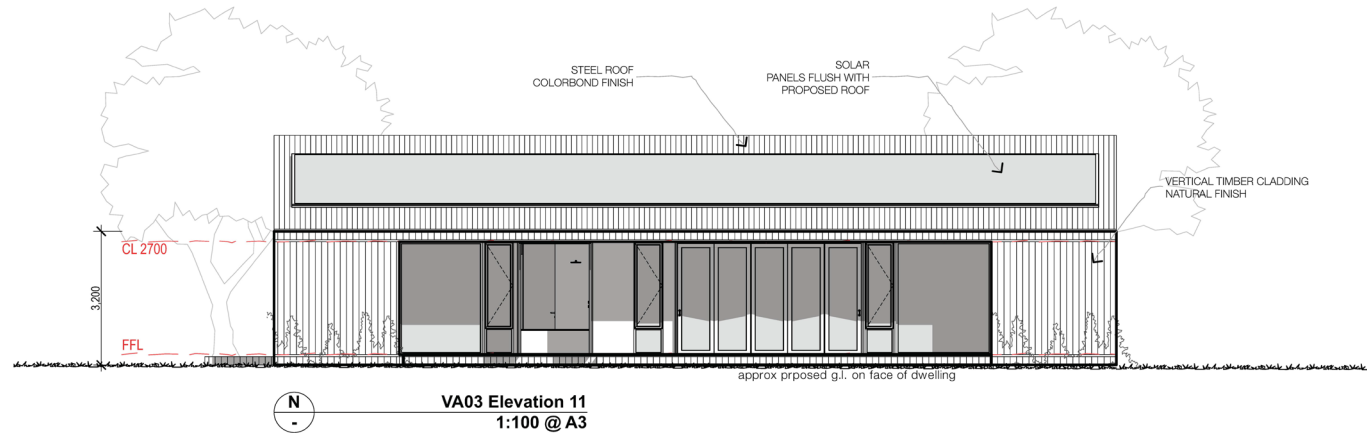 STEEL ROOF
COLORBOND FINISH
SOLAR
PANELS FLUSH WITH
PROPOSED ROOF
VERTICAL TIMBER CLADDING
NATURAL FINISH
CL 2700
3,200
FFL
approx prposed g.l. on face of dwelling
N
-
VA03 Elevation 11
1:100 @ A3